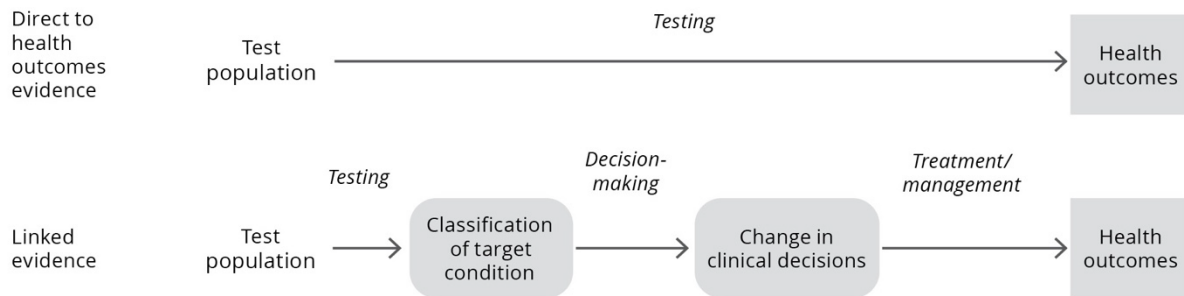 Direct to
health
outcomes
evidence
Test
population
Testing
Health
outcomes
Linked
evidence
Test
population
Testing
Classification
of target
condition
Decision-
making
Change in
clinical decisions
Treatment/
management
Health
outcomes